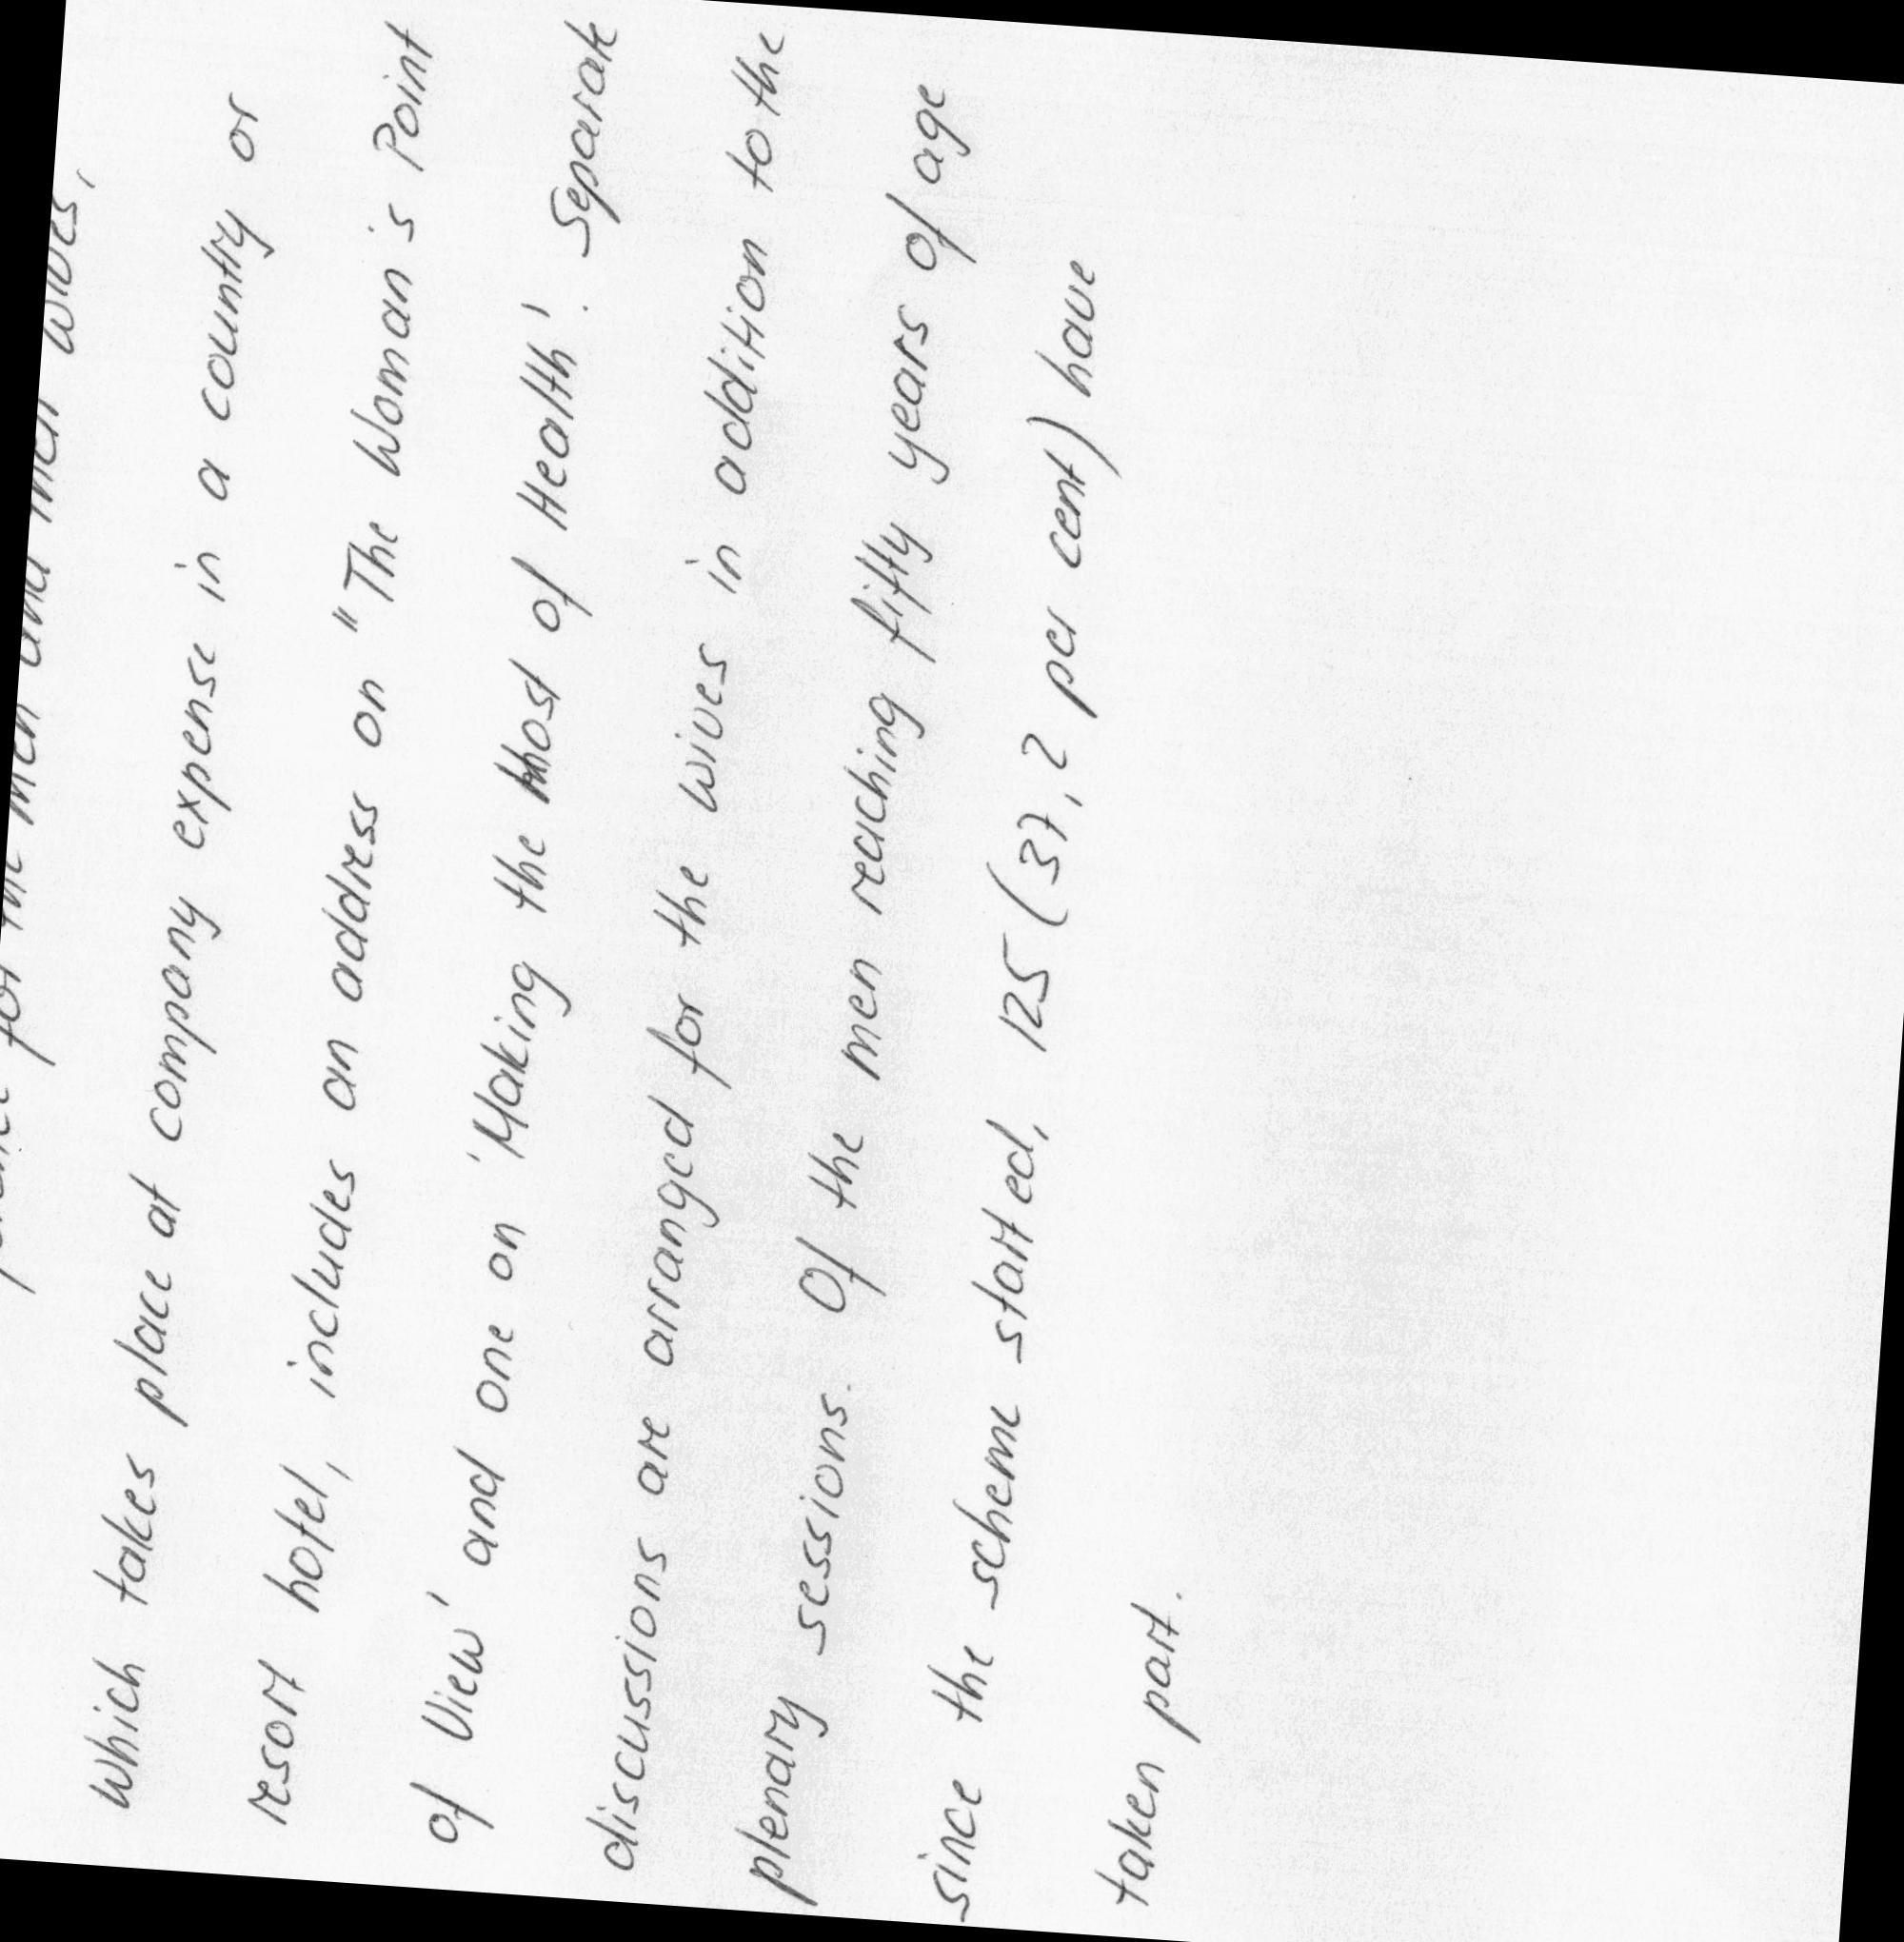 for the men and their wives,
which takes place at company expense in a country or
resort hotel, includes an address on "The Woman's Point
of View' and one on 'Making the most of Health'. Separate
discussions are arranged for the wives in addition to the
plenary sessions. Of the men reaching fifty years of age
since the scheme started, 125 (37,2 per cent) have
taken part.